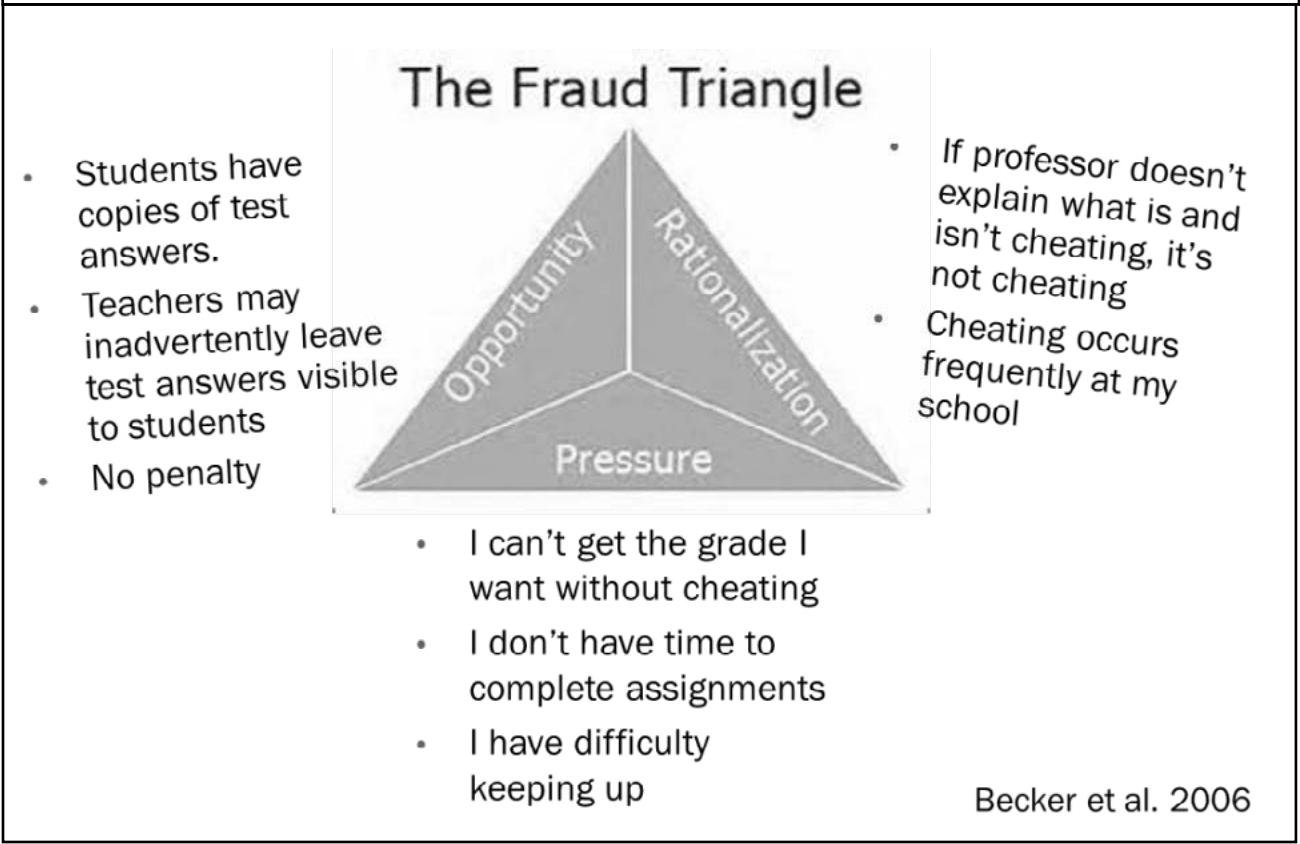 The Fraud Triangle
• Students have
copies of test
answers.
• Teachers may
inadvertently leave
test answers visible
to students
• No penalty
Opportunity
Rationalization
Pressure
• If professor doesn't
explain what is and
isn't cheating, it's
not cheating
• Cheating occurs
frequently at my
school
• I can't get the grade I
want without cheating
• I don't have time to
complete assignments
• I have difficulty
keeping up
Becker et al. 2006